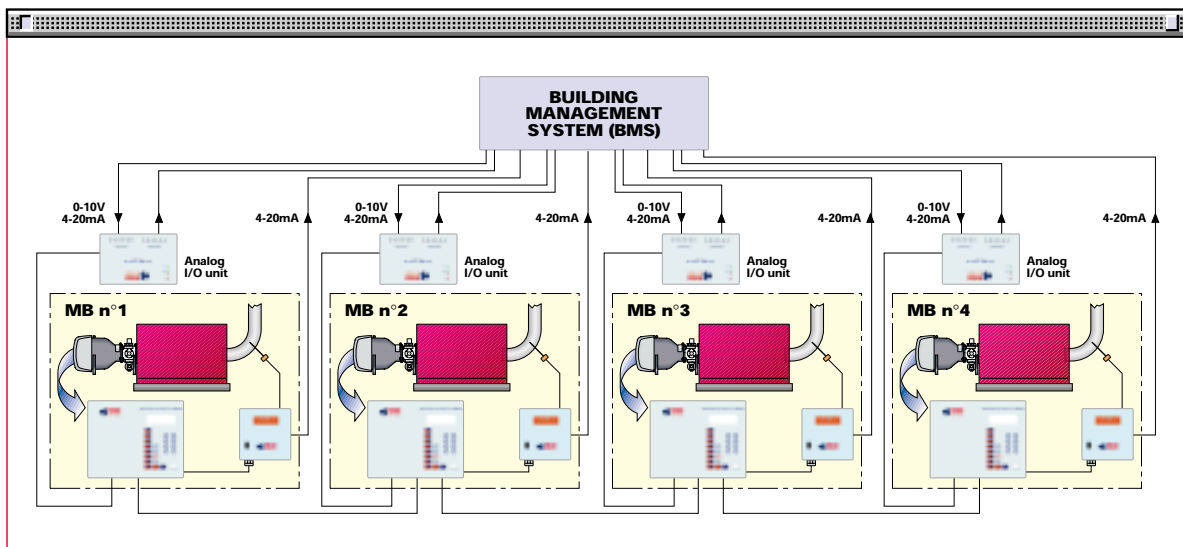 BUILDING
MANAGEMENT
SYSTEM (BMS)
0-10V
4-20mA
4-20mA
0-10V
4-20mA
4-20mA
0-10V
4-20mA
4-20mA
0-10V
4-20mA
4-20mA
Analog
I/O unit
Analog
I/O unit
Analog
I/O unit
Analog
I/O unit
MB n°1
MB n°2
MB n°3
MB n°4